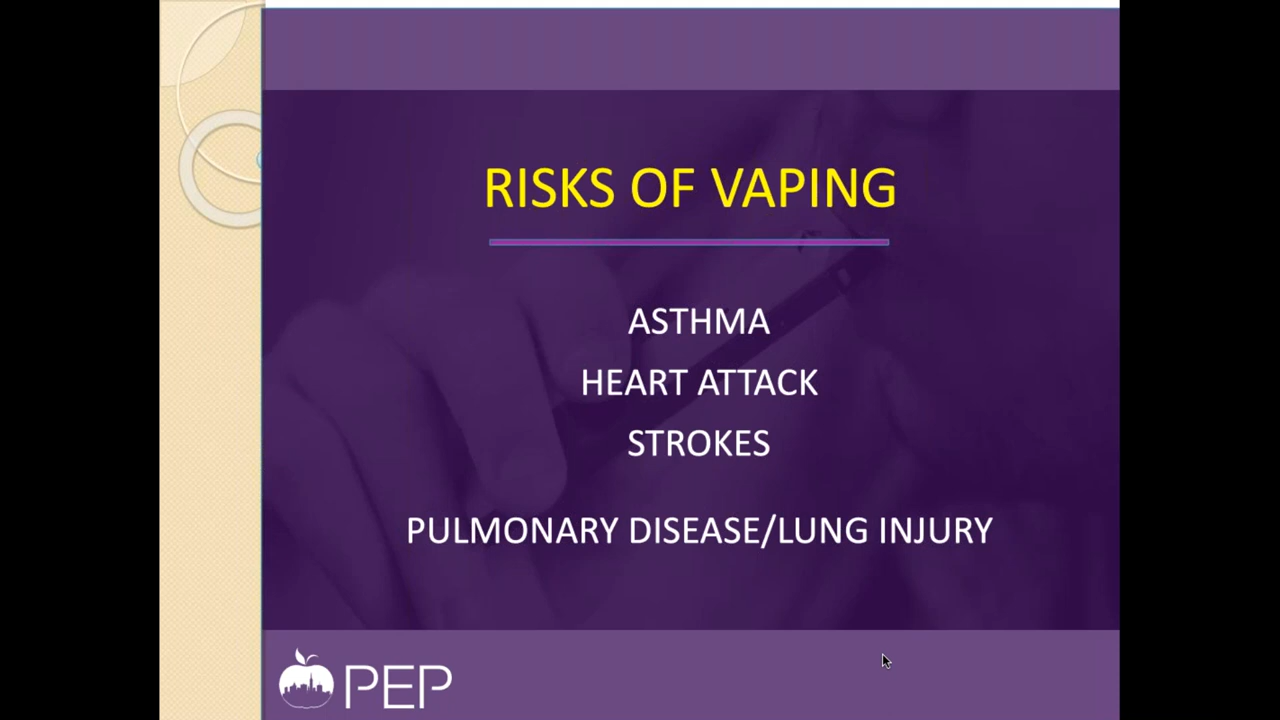 RISKS OF VAPING
ASTHMA
HEART ATTACK
STROKES
PULMONARY DISEASE/LUNG INJURY
PEP